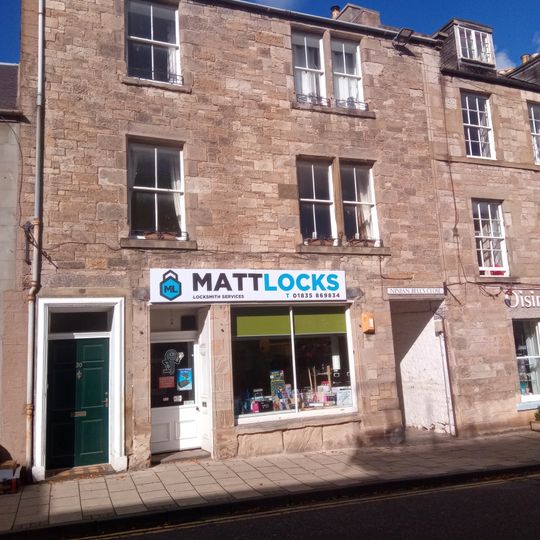 ML
MATTLOCKS
LOCKSMITH SERVICES
T 01835 869834
NINIAN BELL'S CLOSE